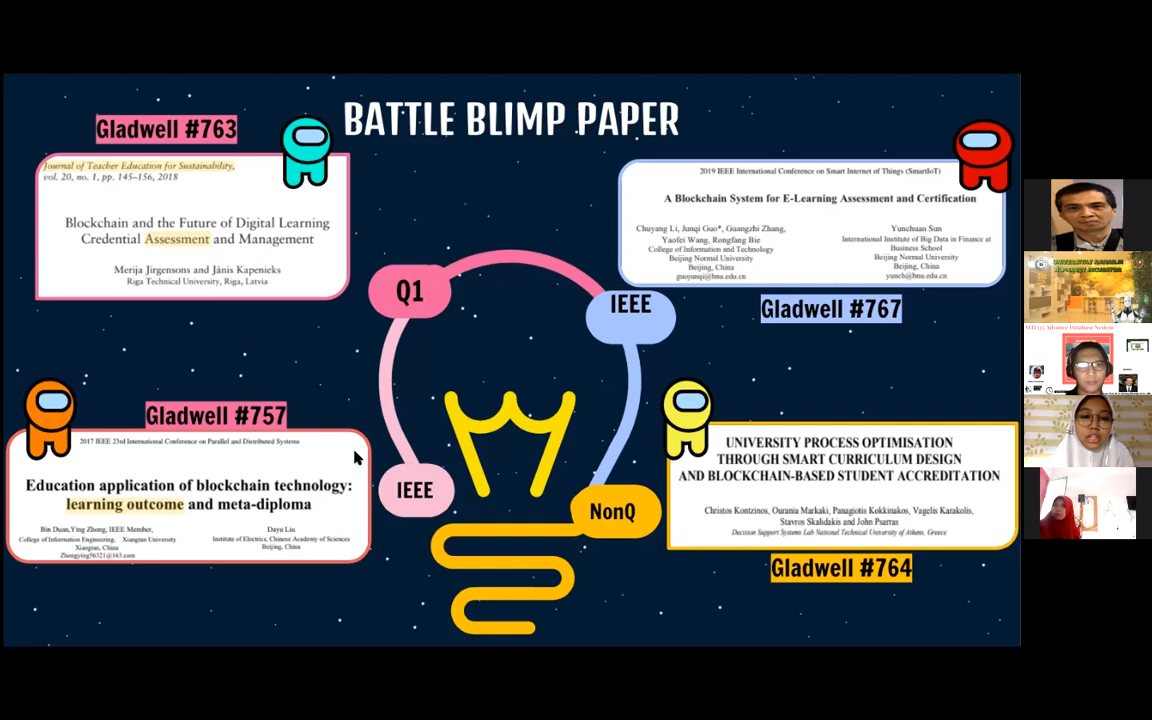 BATTLE BLIMP PAPER
Gladwell #763
Journal of Teacher Education for Sustainability,
vol. 20, no. 1, pp. 145–156, 2018
Blockchain and the Future of Digital Learning
Credential Assessment and Management
Merija Jirgensons and Jānis Kapenieks
Riga Technical University, Riga, Latvia
2019 IEEE International Conference on Smart Internet of Things (SmartIoT)
A Blockchain System for E-Learning Assessment and Certification
Chuyang Li, Junqi Guo*, Guangzhi Zhang,
Yaofei Wang, Rongfang Bie
College of Information and Technology
Beijing Normal University
Beijing, China
guojunqi@bnu.edu.cn
Yunchuan Sun
International Institute of Big Data in Finance at
Business School
Beijing Normal University
Beijing, China
yunch@bnu.edu.cn
Gladwell #767
Q1
IEEE
IEEE
NonQ
Gladwell #757
2017 IEEE 23rd International Conference on Parallel and Distributed Systems
Education application of blockchain technology:
learning outcome and meta-diploma
Bin Duan,Ying Zhong, IEEE Member,
College of Information Engineering, Xiangtan University
Xiangtan, China
Zhongying56321@163.com
Dayu Liu
Institute of Electrics, Chinese Academy of Sciences
Beijing, China
UNIVERSITY PROCESS OPTIMISATION
THROUGH SMART CURRICULUM DESIGN
AND BLOCKCHAIN-BASED STUDENT ACCREDITATION
Christos Kontzinos, Ourania Markaki, Panagiotis Kokkinakos, Vagelis Karakolis,
Stavros Skalidakis and John Psarras
Decision Support Systems Lab National Technical University of Athens, Greece
Gladwell #764
UNIVERSITAS RAHARJA
ALPHABET INCUBATOR
Advance Database System